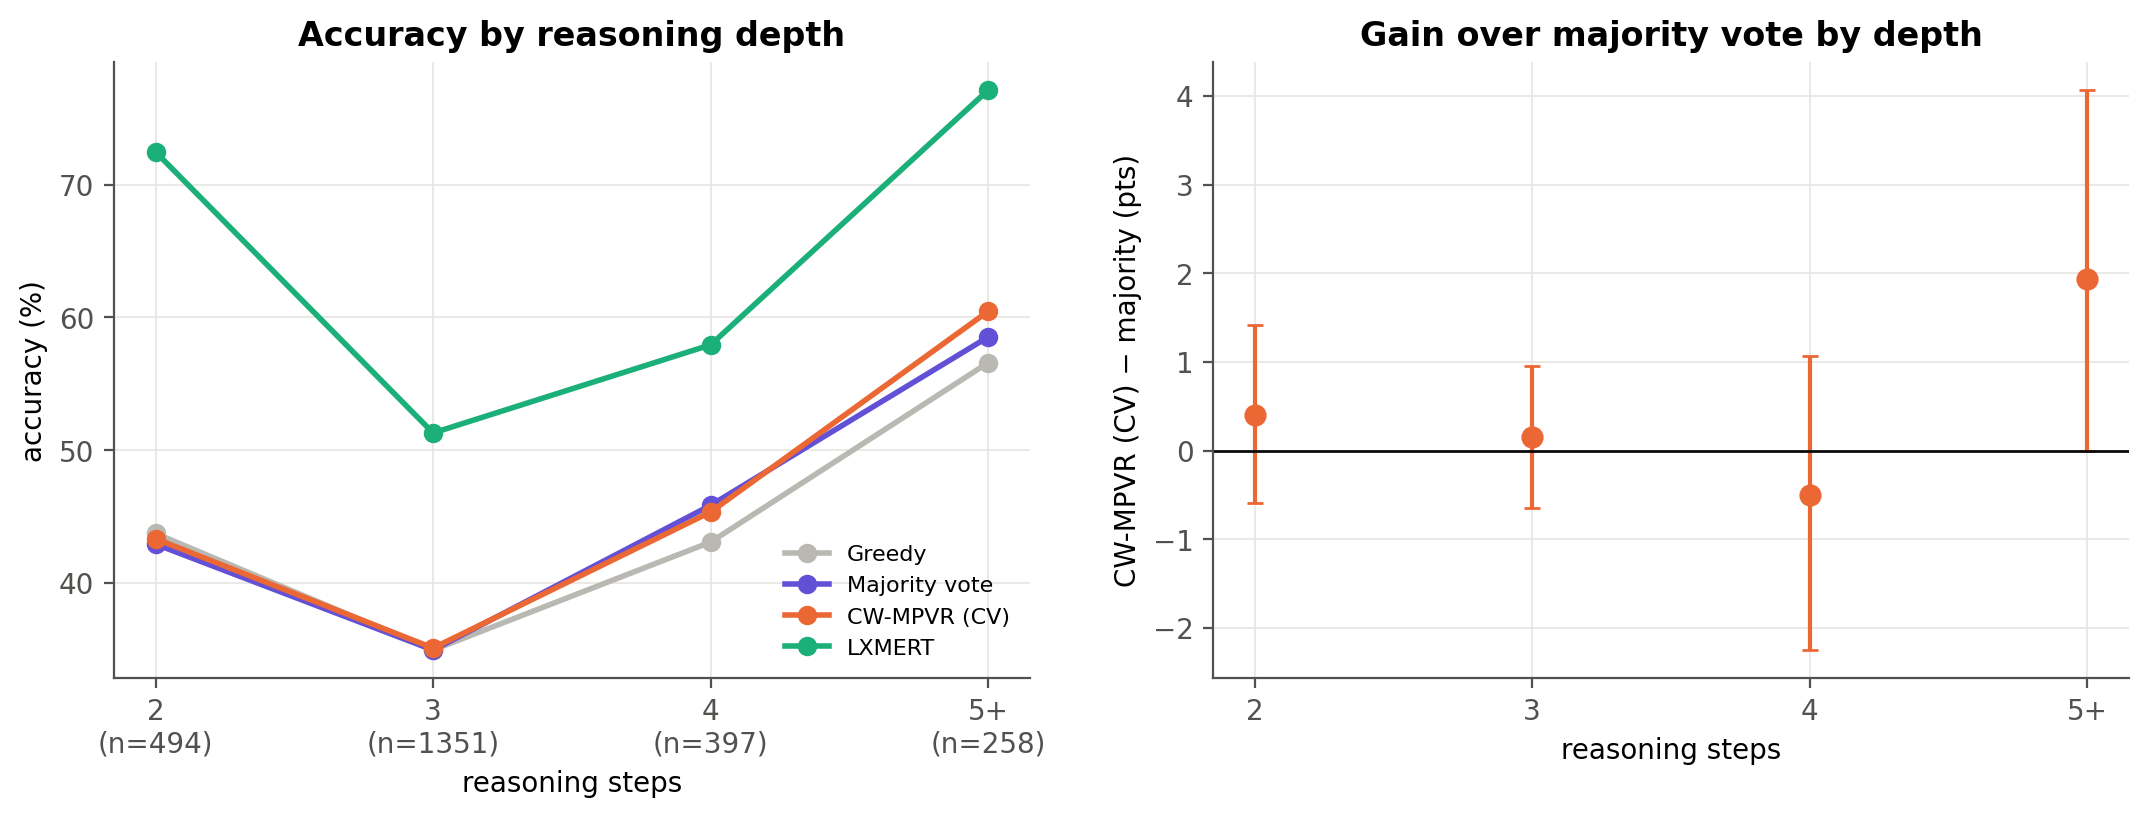 Accuracy by reasoning depth
accuracy (%)
70
60
50
40
Greedy
Majority vote
CW-MPVR (CV)
LXMERT
2
3
4
5+
(n=494)
(n=1351)
(n=397)
(n=258)
reasoning steps
Gain over majority vote by depth
CW-MPVR (CV) − majority (pts)
4
3
2
1
0
−1
−2
2
3
4
5+
reasoning steps